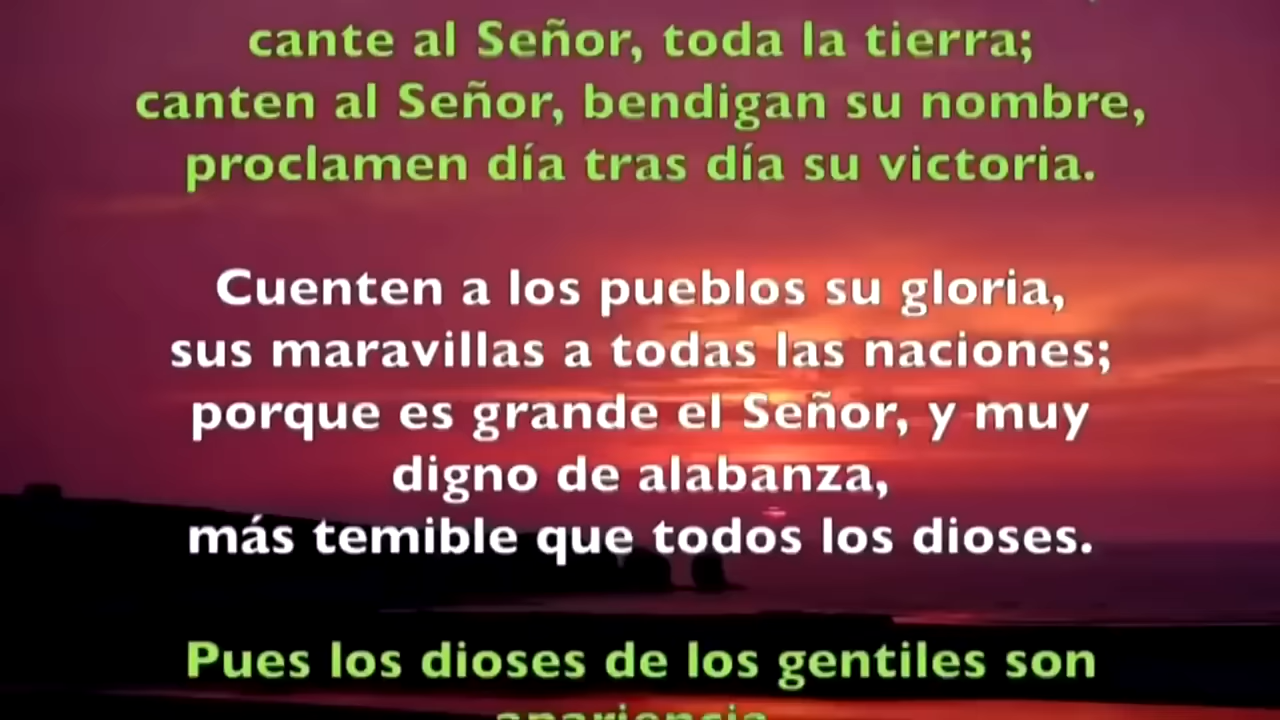 cante al Señor, toda la tierra;
canten al Señor, bendigan su nombre,
proclamen día tras día su victoria.
Cuenten a los pueblos su gloria,
sus maravillas a todas las naciones;
porque es grande el Señor, y muy
digno de alabanza,
más temible que todos los dioses.
Pues los dioses de los gentiles son
apariencia